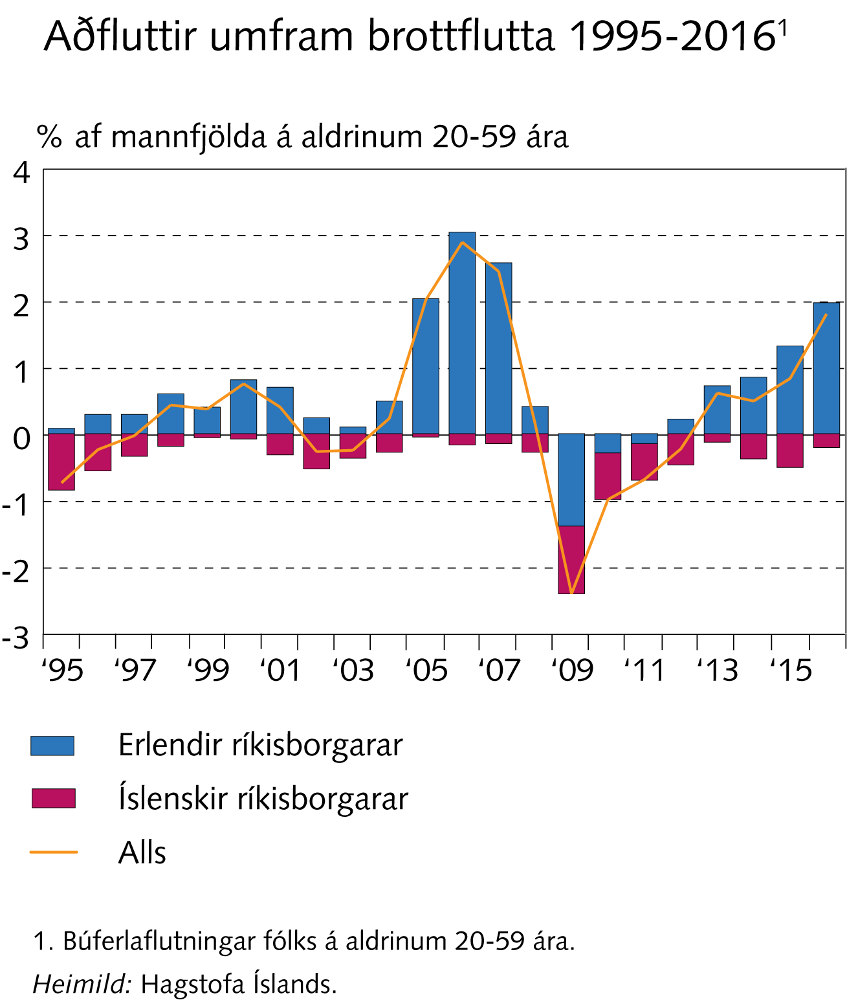 Aðfluttir umfram brottflutta 1995-2016¹
% af mannfjölda á aldrinum 20-59 ára
4
3
2
1
0
-1
-2
-3
‘95 ‘97 ‘99 ‘01 ‘03 ‘05 ‘07 ‘09 ‘11 ‘13 ‘15
Erlendir ríkisborgarar
Íslenskir ríkisborgarar
Alls
1. Búferlaflutningar fólks á aldrinum 20-59 ára.
Heimild: Hagstofa Íslands.